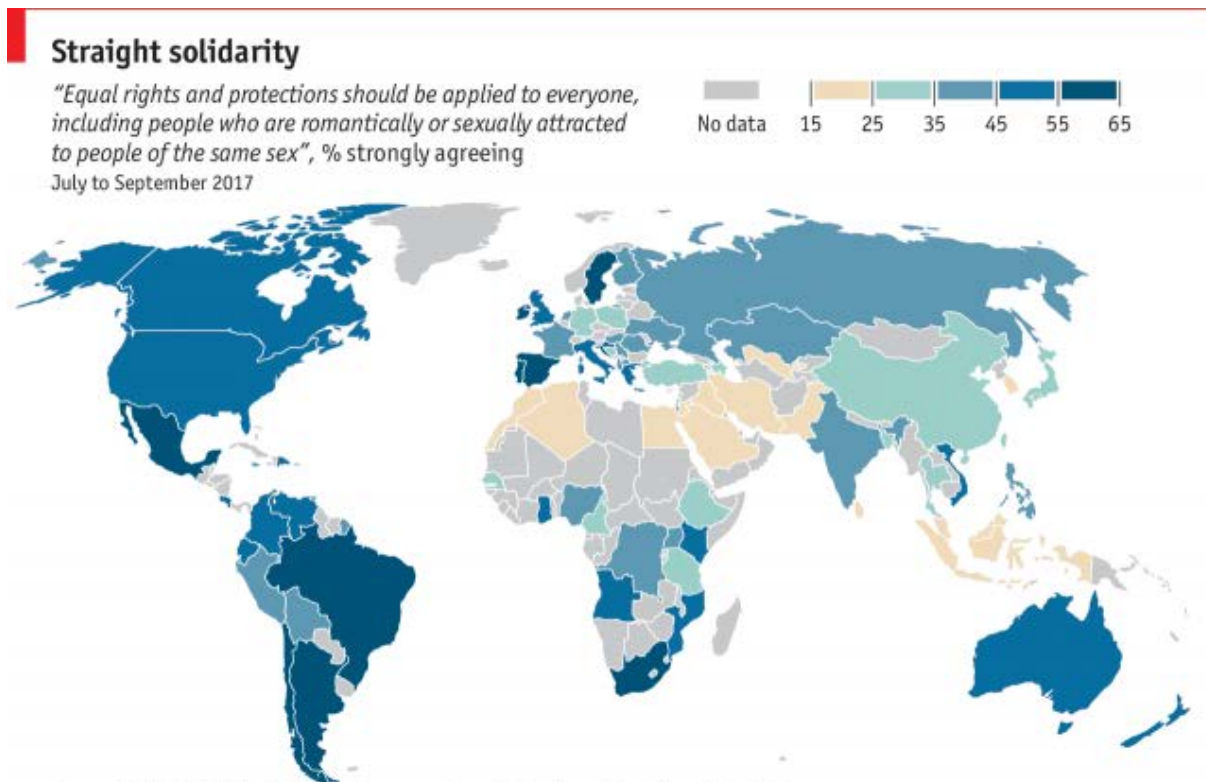 Straight solidarity
“Equal rights and protections should be applied to everyone,
including people who are romantically or sexually attracted
to people of the same sex”, % strongly agreeing
July to September 2017
No data 15 25 35 45 55 65